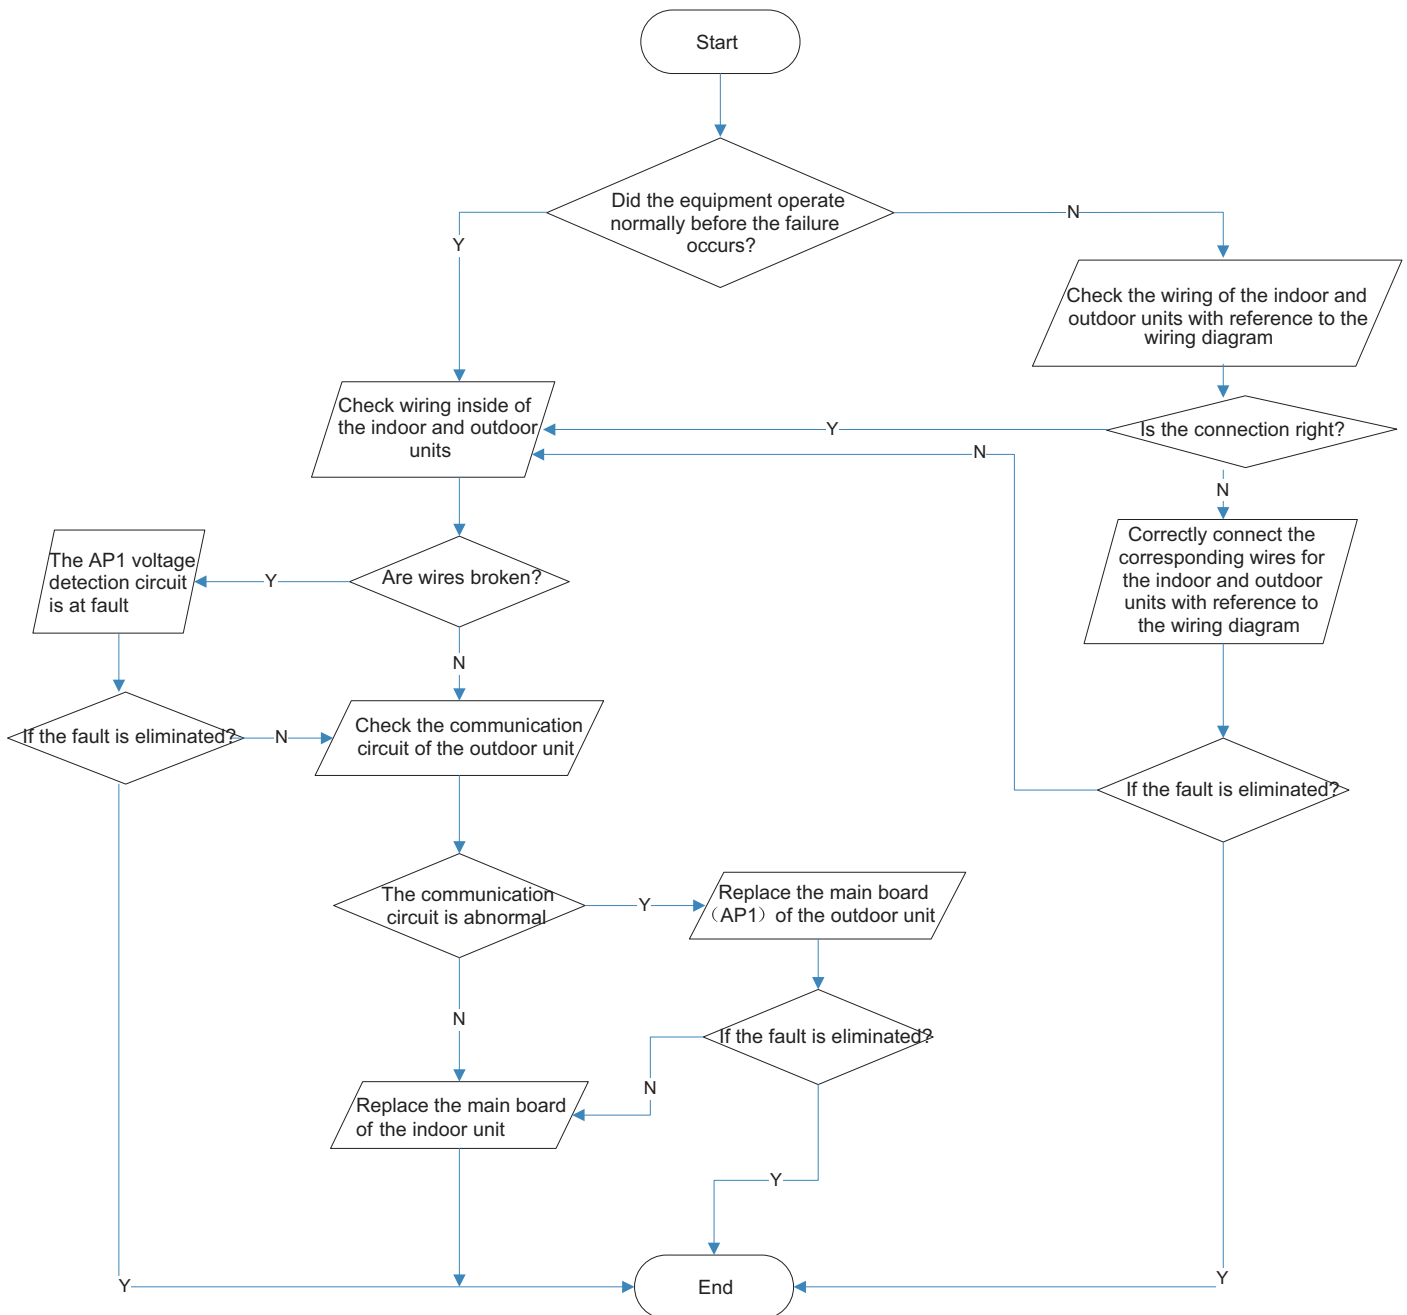 Start
Did the equipment operate
normally before the failure
occurs?
Y
N
Check the wiring of the indoor and
outdoor units with reference to the
wiring diagram
Check wiring inside of
the indoor and outdoor
units
Y
Is the connection right?
N
N
Correctly connect the
corresponding wires for
the indoor and outdoor
units with reference to
the wiring diagram
The AP1 voltage
detection circuit
is at fault
Y
Are wires broken?
N
If the fault is eliminated?
N
Check the communication
circuit of the outdoor unit
If the fault is eliminated?
The communication
circuit is abnormal
Y
Replace the main board
（AP1）of the outdoor unit
N
If the fault is eliminated?
N
Replace the main board
of the indoor unit
Y
Y
End
Y